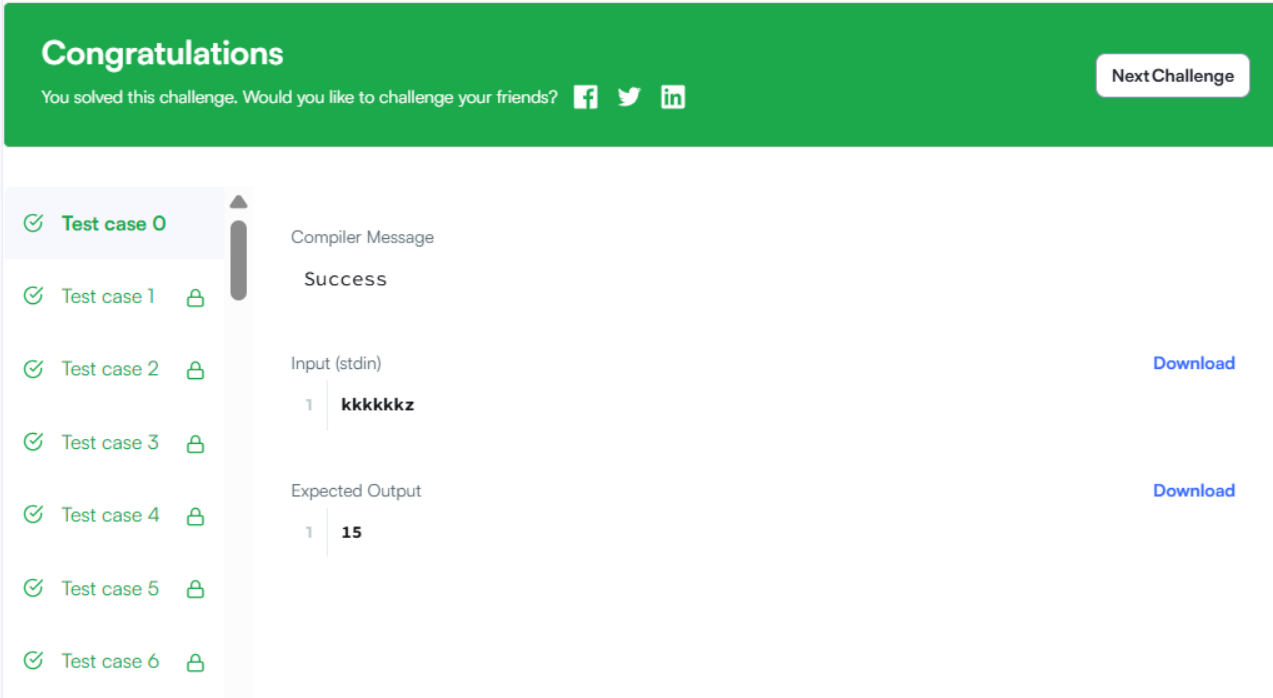 Congratulations
You solved this challenge. Would you like to challenge your friends?
Next Challenge
Test case 0
Test case 1
Test case 2
Test case 3
Test case 4
Test case 5
Test case 6
Compiler Message
Success
Input (stdin)
Download
1 kkkkkkz
Expected Output
Download
1 15